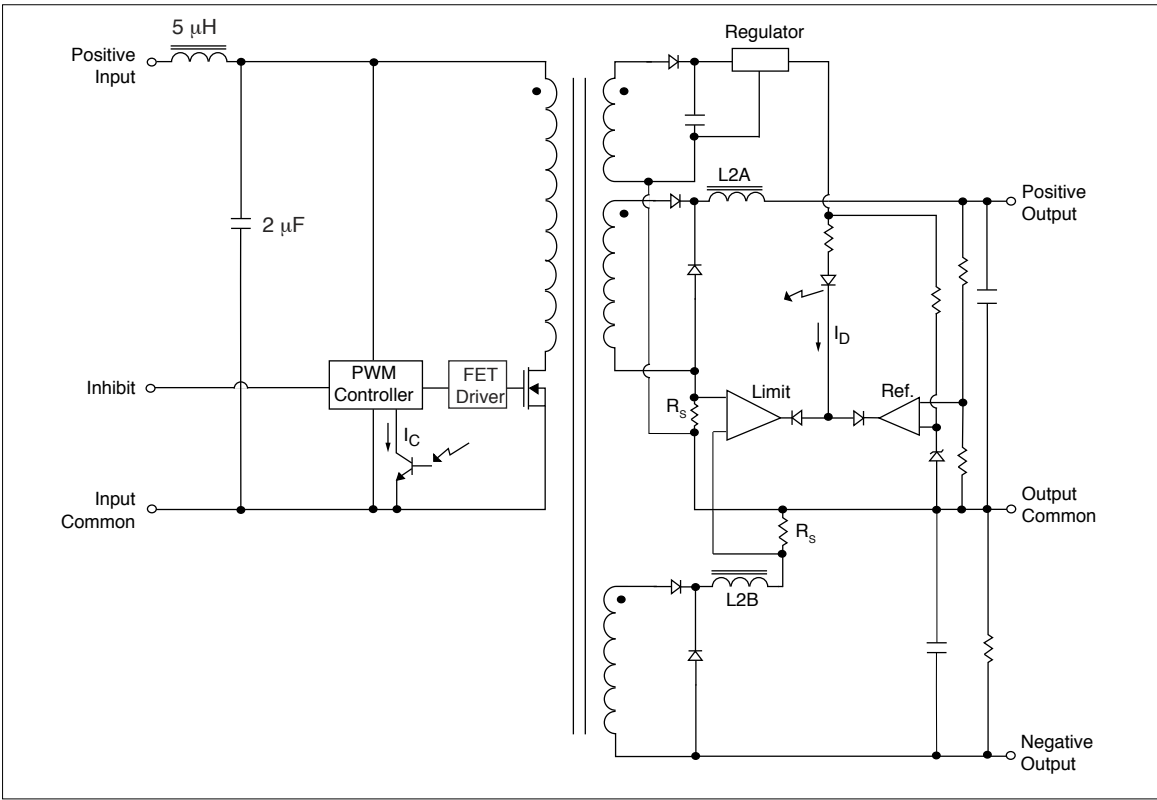 5 μH
Positive
Input
2 μF
Inhibit
PWM
Controller
FET
Driver
I_C
Input
Common
Regulator
L2A
Positive
Output
I_D
Limit
Ref.
R_S
Output
Common
R_S
L2B
Negative
Output